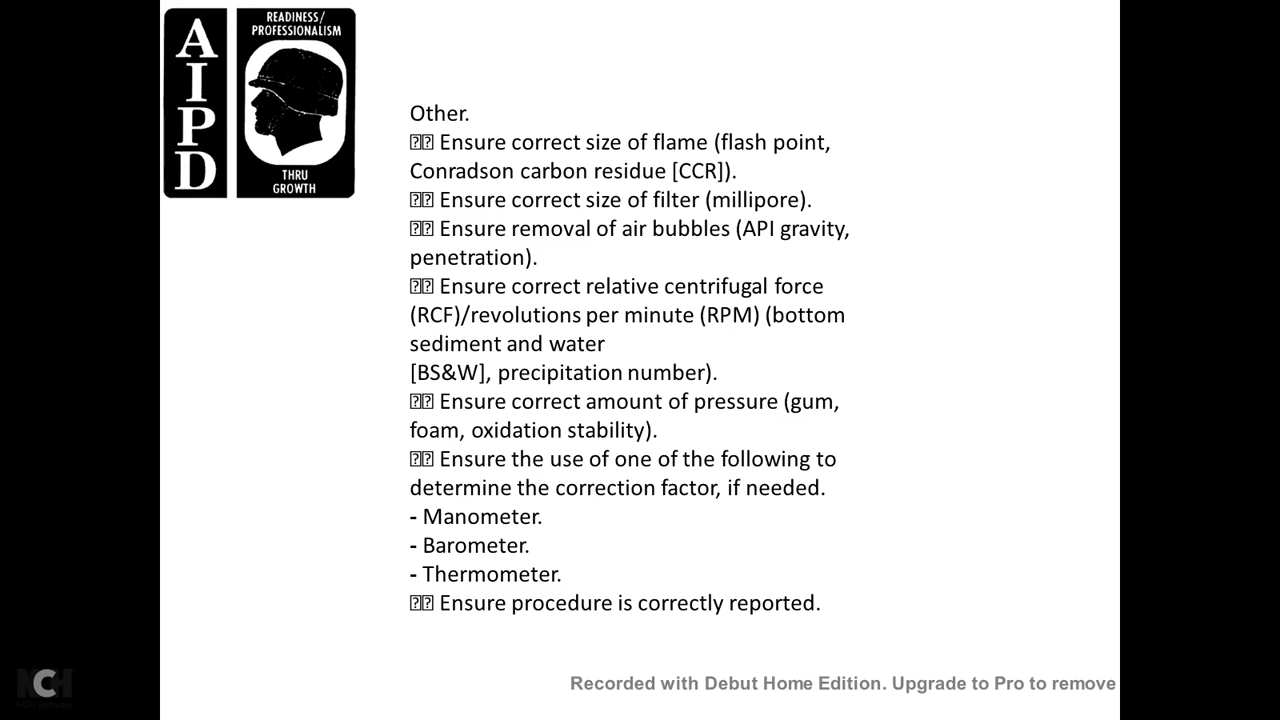 A
I
P
D
READINESS/
PROFESSIONALISM
THRU
GROWTH
Other.
⍰⍰ Ensure correct size of flame (flash point,
Conradson carbon residue [CCR]).
⍰⍰ Ensure correct size of filter (millipore).
⍰⍰ Ensure removal of air bubbles (API gravity,
penetration).
⍰⍰ Ensure correct relative centrifugal force
(RCF)/revolutions per minute (RPM) (bottom
sediment and water
[BS&W], precipitation number).
⍰⍰ Ensure correct amount of pressure (gum,
foam, oxidation stability).
⍰⍰ Ensure the use of one of the following to
determine the correction factor, if needed.
- Manometer.
- Barometer.
- Thermometer.
⍰⍰ Ensure procedure is correctly reported.
NCH
NCH Software
Recorded with Debut Home Edition. Upgrade to Pro to remove